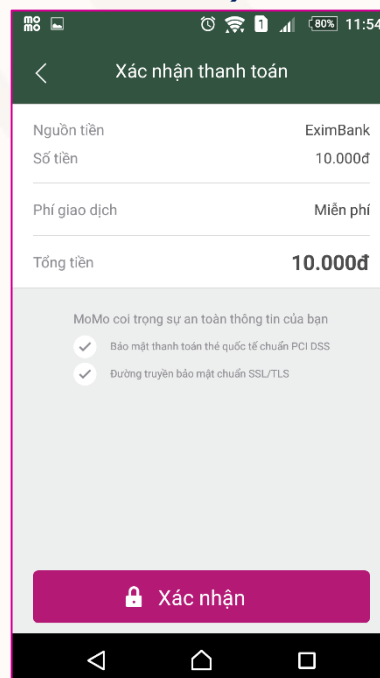 mo
mo
1 80% 11:54
Xác nhận thanh toán
Nguồn tiền EximBank
Số tiền 10.000đ
Phí giao dịch Miễn phí
Tổng tiền 10.000đ
MoMo coi trọng sự an toàn thông tin của bạn
Bảo mật thanh toán thẻ quốc tế chuẩn PCI DSS
Đường truyền bảo mật chuẩn SSL/TLS
Xác nhận